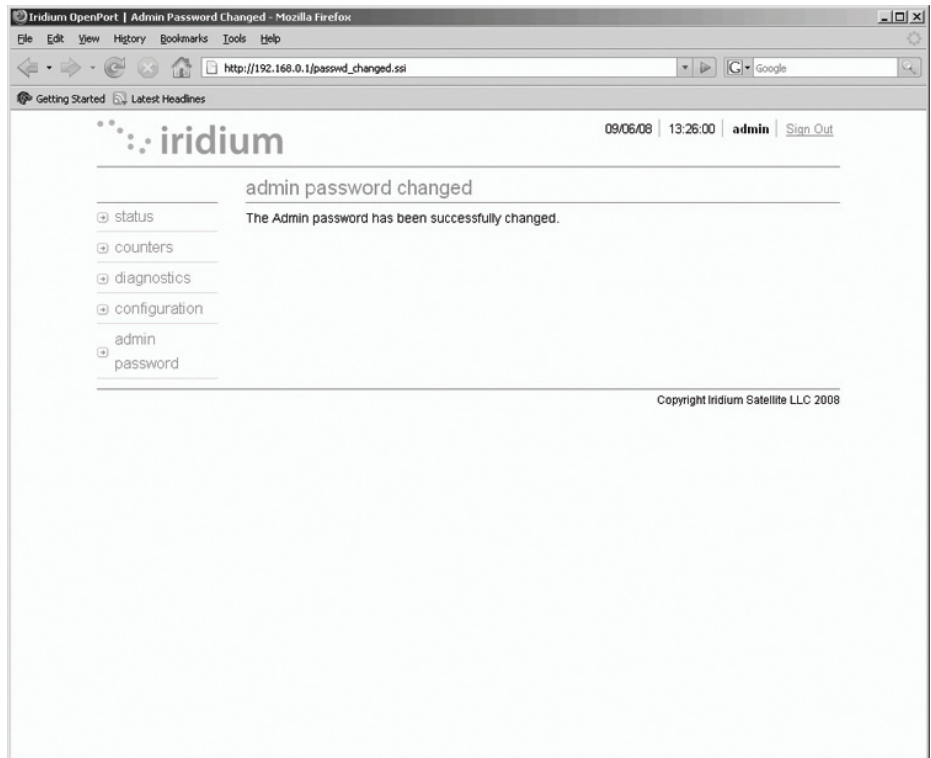 Iridium OpenPort | Admin Password Changed - Mozilla Firefox
File Edit View History Bookmarks Tools Help
http://192.168.0.1/passwd_changed.ssi
G Google
Getting Started Latest Headlines
iridium
09/06/08 13:26:00 admin Sign Out
admin password changed
The Admin password has been successfully changed.
status
counters
diagnostics
configuration
admin
password
Copyright Iridium Satellite LLC 2008